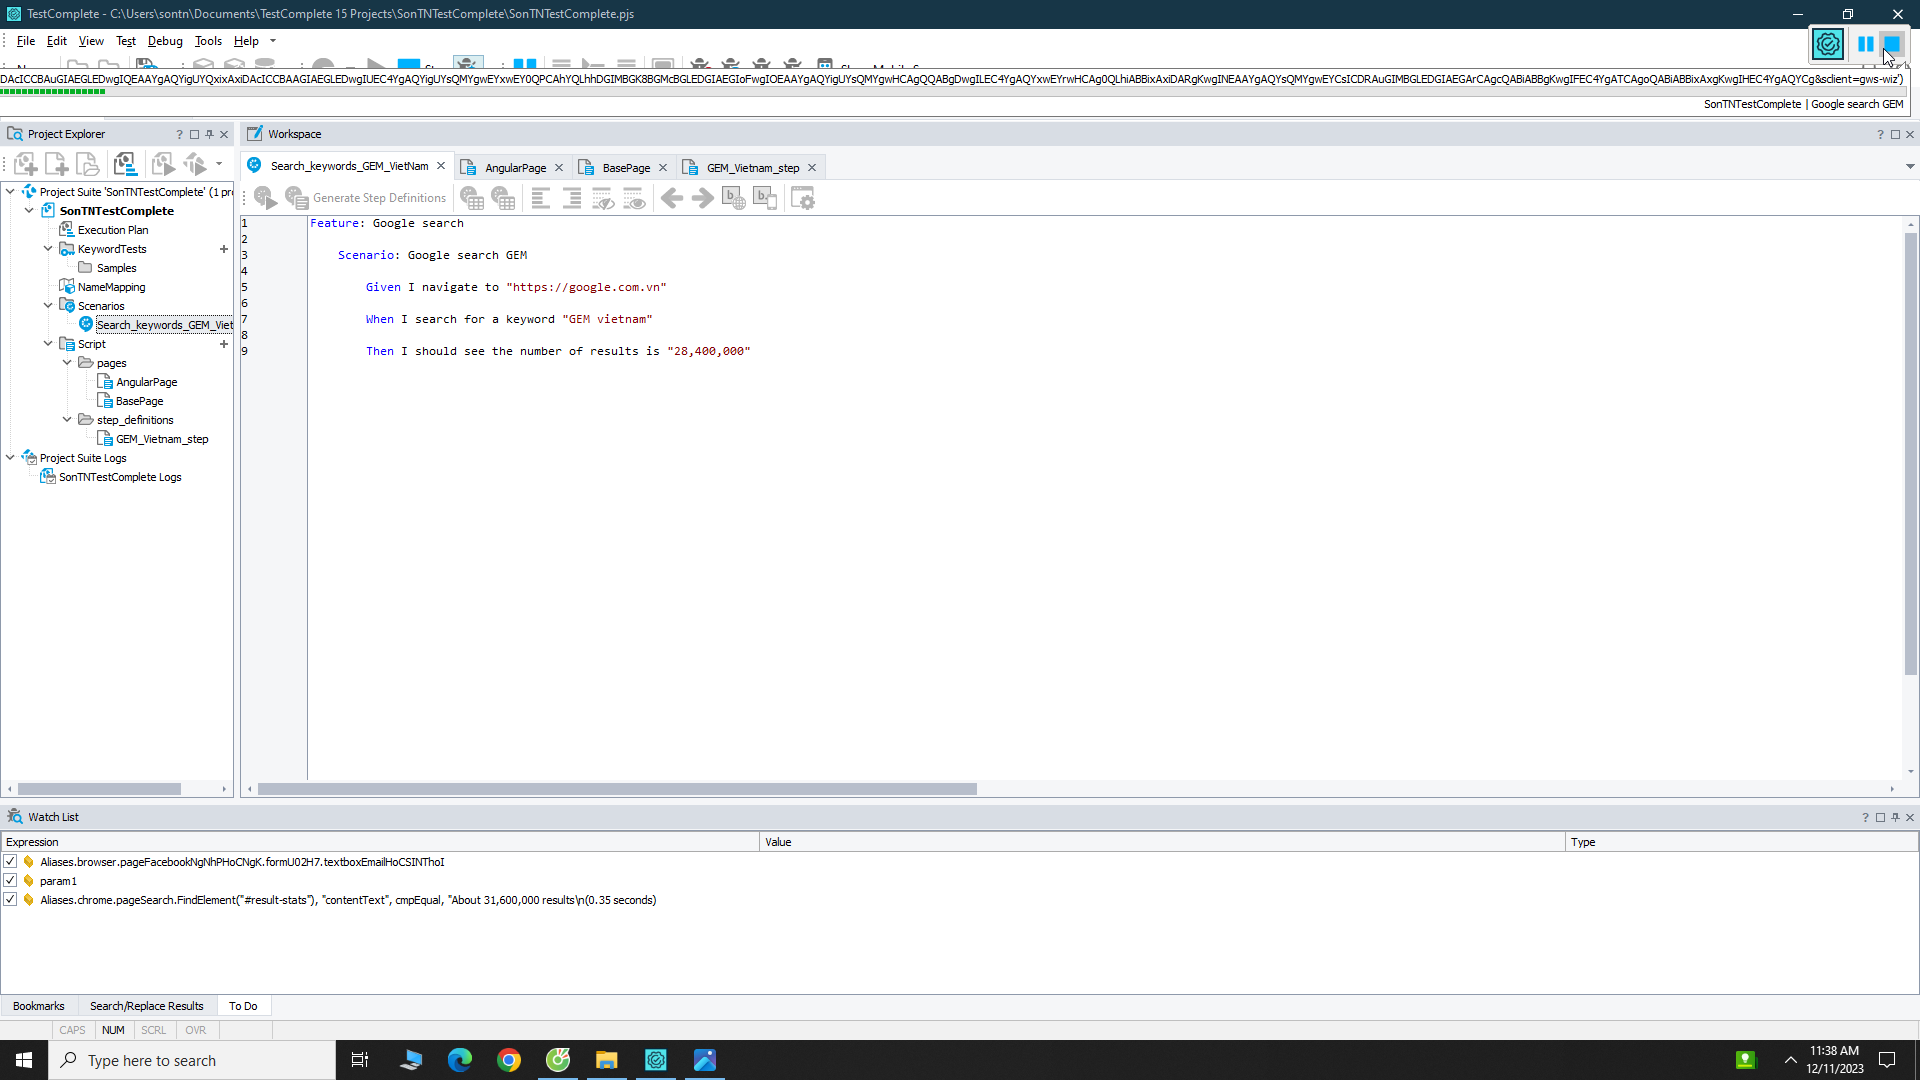 TestComplete - C:\Users\sontn\Documents\TestComplete 15 Projects\SonTNTestComplete\SonTNTestComplete.pjs
File Edit View Test Debug Tools Help
SonTNTestComplete | Google search GEM
Project Explorer
Workspace
Search_keywords_GEM_VietNam
AngularPage
BasePage
GEM_Vietnam_step
Generate Step Definitions
Project Suite 'SonTNTestComplete' (1 pr
SonTNTestComplete
Execution Plan
KeywordTests
Samples
NameMapping
Scenarios
Search_keywords_GEM_Viet
Script
pages
AngularPage
BasePage
step_definitions
GEM_Vietnam_step
Project Suite Logs
SonTNTestComplete Logs
1 Feature: Google search
2
3 Scenario: Google search GEM
4
5 Given I navigate to "https://google.com.vn"
6
7 When I search for a keyword "GEM vietnam"
8
9 Then I should see the number of results is "28,400,000"
Watch List
Expression Value Type
Aliases.browser.pageFacebookNgNhPHoCNgK.formU02H7.textboxEmailHoCSINThoI
param1
Aliases.chrome.pageSearch.FindElement("#result-stats"), "contentText", cmpEqual, "About 31,600,000 results\n(0.35 seconds)
Bookmarks Search/Replace Results To Do
CAPS NUM SCRL OVR
Type here to search
11:38 AM
12/11/2023